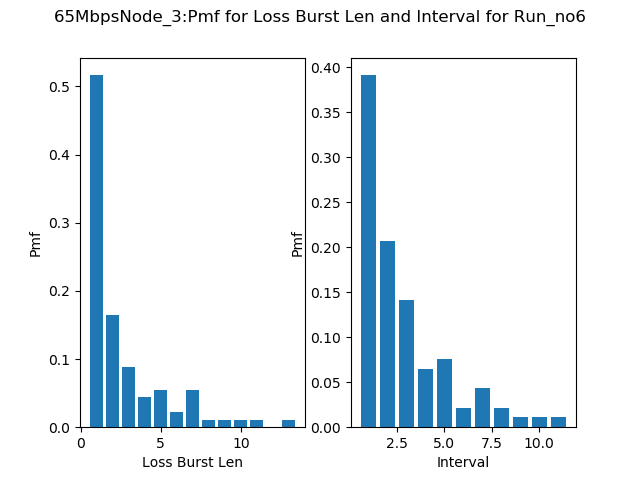 65MbpsNode_3:Pmf for Loss Burst Len and Interval for Run_no6
Pmf
0.5
0.4
0.3
0.2
0.1
0.0
0 5 10
Loss Burst Len
Pmf
0.40
0.35
0.30
0.25
0.20
0.15
0.10
0.05
0.00
2.5 5.0 7.5 10.0
Interval